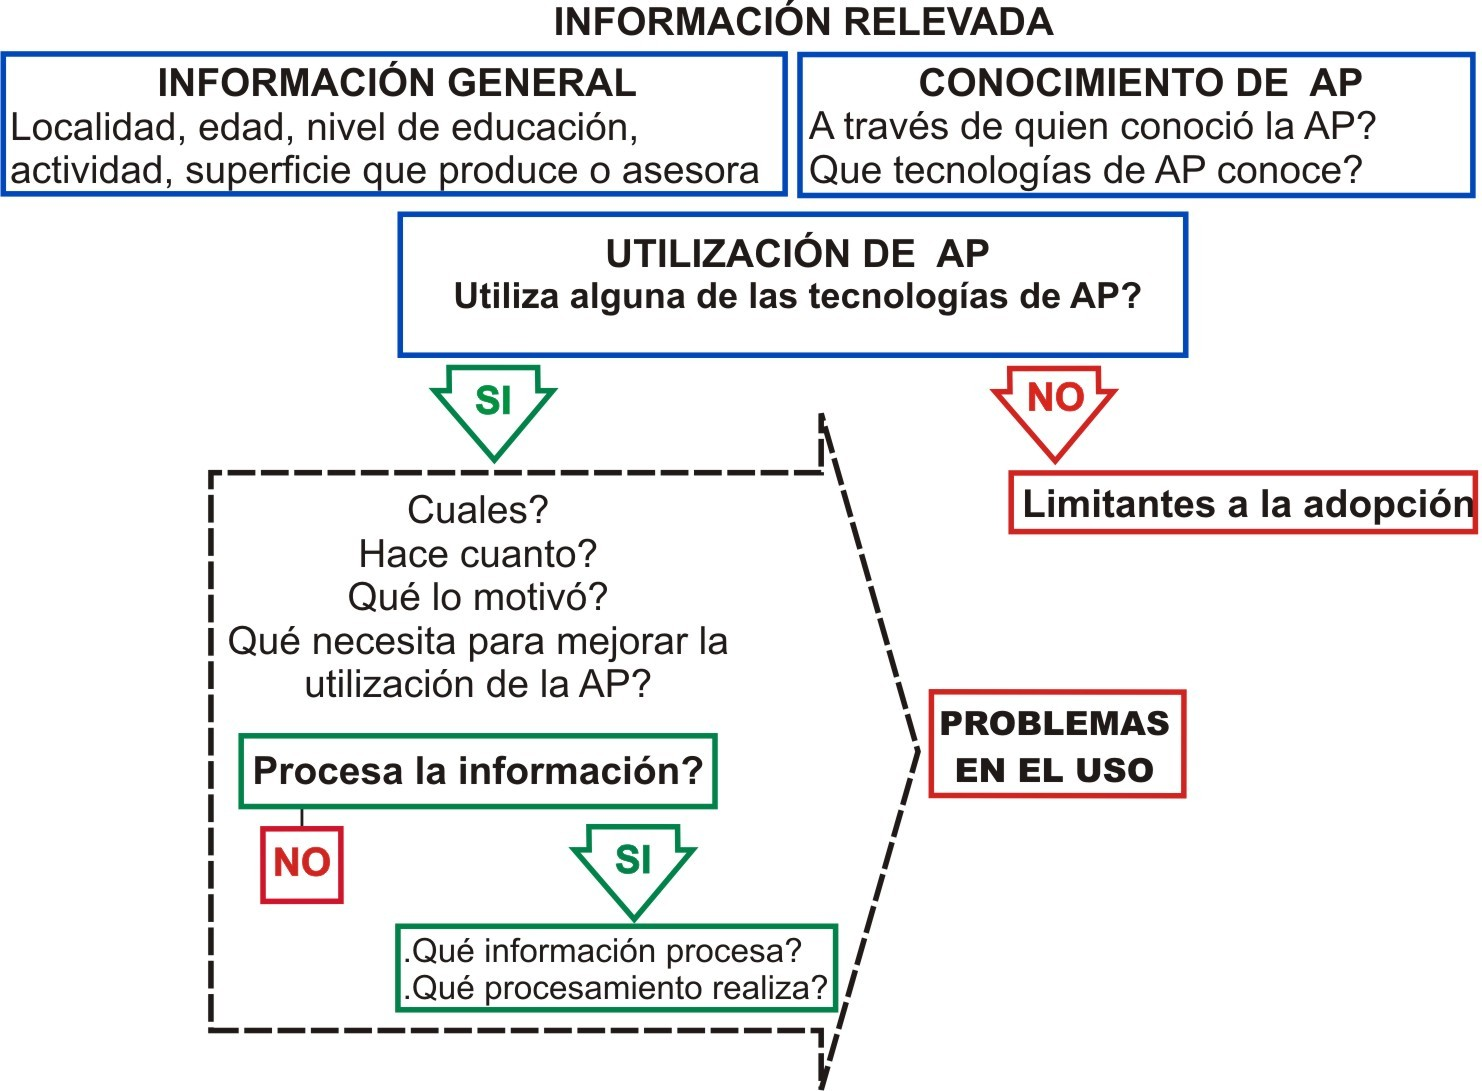 INFORMACIÓN RELEVADA
INFORMACIÓN GENERAL
Localidad, edad, nivel de educación,
actividad, superficie que produce o asesora
CONOCIMIENTO DE AP
A través de quien conoció la AP?
Que tecnologías de AP conoce?
UTILIZACIÓN DE AP
Utiliza alguna de las tecnologías de AP?
SI
NO
Limitantes a la adopción
Cuales?
Hace cuanto?
Qué lo motivó?
Qué necesita para mejorar la
utilización de la AP?
Procesa la información?
NO
SI
.Qué información procesa?
.Qué procesamiento realiza?
PROBLEMAS
EN EL USO